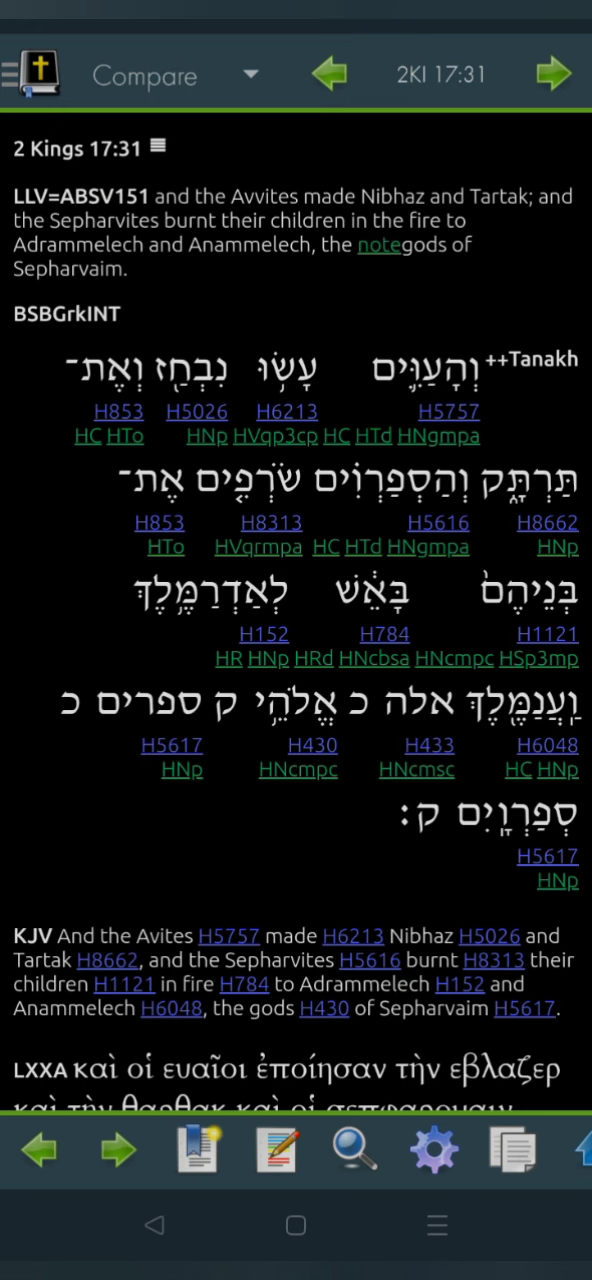 Compare
2KI 17:31
2 Kings 17:31
LLV=ABSV151 and the Avvites made Nibhaz and Tartak; and
the Sepharvites burnt their children in the fire to
Adrammelech and Anammelech, the notegods of
Sepharvaim.
BSBGrkINT
++Tanakh וְהָעַוִּ֛ים עָשׂ֥וּ נִבְחַ֖ז וְאֶת־
H853 H5026 H6213 H5757
HC HTo HNp HVqp3cp HC HTd HNgmpa
תַּרְתָּ֑ק וְהַסְפַרְוִ֗ים שֹׂרְפִ֤ים אֶת־
H853 H8313 H5616 H8662
HTo HVqrmpa HC HTd HNgmpa HNp
בְּנֵיהֶם֙ בָּאֵ֔שׁ לְאַדְרַמֶּ֥לֶךְ
H152 H784 H1121
HR HNp HRd HNcbsa HNcmpc HSp3mp
וַֽעֲנַמֶּ֖לֶךְ אלה כ אֱלֹהֵ֥י ק ספרים כ
H5617 H430 H433 H6048
HNp HNcmpc HNcmsc HC HNp
סְפַרְוָֽיִם ק׃
H5617
HNp
KJV And the Avites H5757 made H6213 Nibhaz H5026 and
Tartak H8662, and the Sepharvites H5616 burnt H8313 their
children H1121 in fire H784 to Adrammelech H152 and
Anammelech H6048, the gods H430 of Sepharvaim H5617.
LXXA καὶ οἱ ευαῖοι ἐποίησαν τὴν εβλαζερ
καὶ τὴν θαρθακ καὶ οἱ σεπφαρουαιν